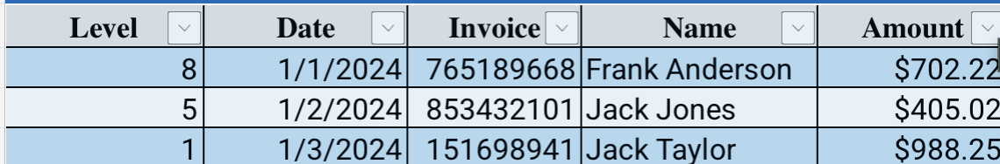 Level Date Invoice Name Amount
8 1/1/2024 765189668 Frank Anderson $702.22
5 1/2/2024 853432101 Jack Jones $405.02
1 1/3/2024 151698941 Jack Taylor $988.25